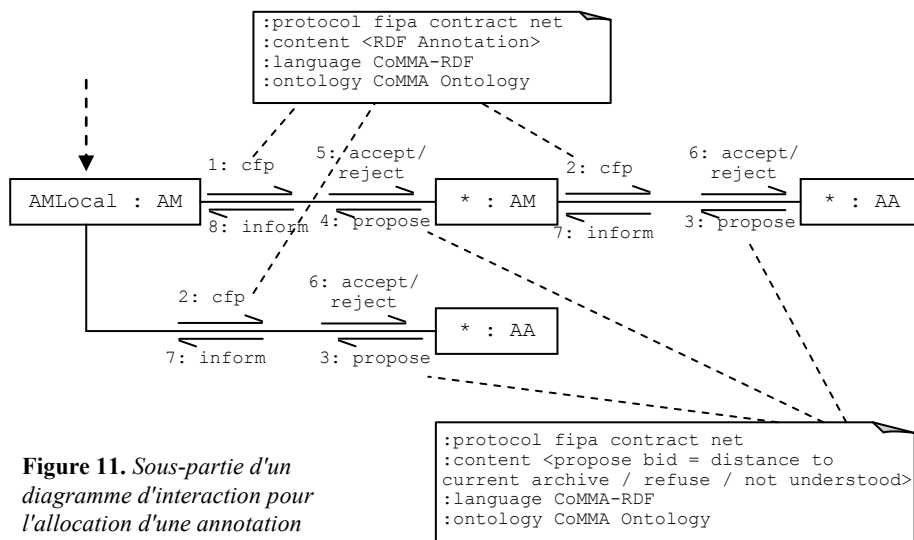 :protocol fipa contract net
:content <RDF Annotation>
:language CoMMA-RDF
:ontology CoMMA Ontology
1: cfp
5: accept/
reject
2: cfp
6: accept/
reject
AMLocal : AM
* : AM
* : AA
8: inform
4: propose
7: inform
3: propose
2: cfp
6: accept/
reject
* : AA
7: inform
3: propose
:protocol fipa contract net
:content <propose bid = distance to
current archive / refuse / not understood>
:language CoMMA-RDF
:ontology CoMMA Ontology
Figure 11. Sous-partie d'un
diagramme d'interaction pour
l'allocation d'une annotation